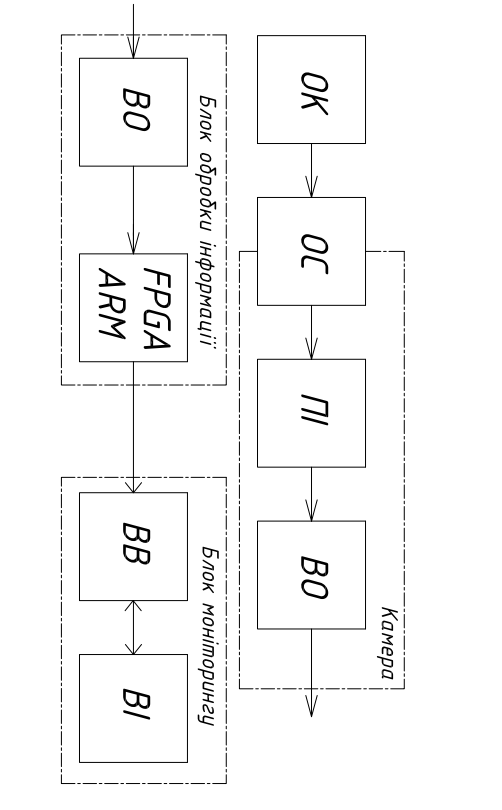 ОК
ОС
ПІ
ВО
Камера
ВО
FPGA
ARM
Блок обробки інформації
ВВ
ВІ
Блок моніторингу